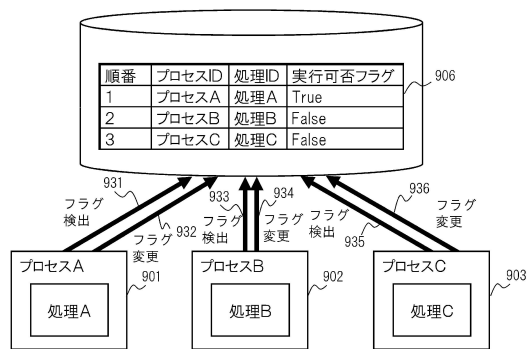 順番 プロセスID 処理ID 実行可否フラグ
1 プロセスA 処理A True
2 プロセスB 処理B False
3 プロセスC 処理C False
906
931
フラグ
検出
932
フラグ
変更
933
フラグ
検出
934
フラグ
変更
フラグ
検出
935
936
フラグ
変更
プロセスA
処理A
901
プロセスB
処理B
902
プロセスC
処理C
903